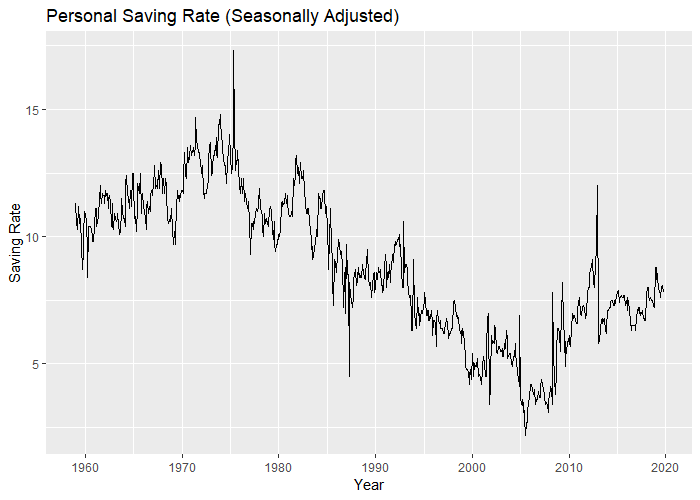 Personal Saving Rate (Seasonally Adjusted)
Saving Rate
15
10
5
1960 1970 1980 1990 2000 2010 2020
Year